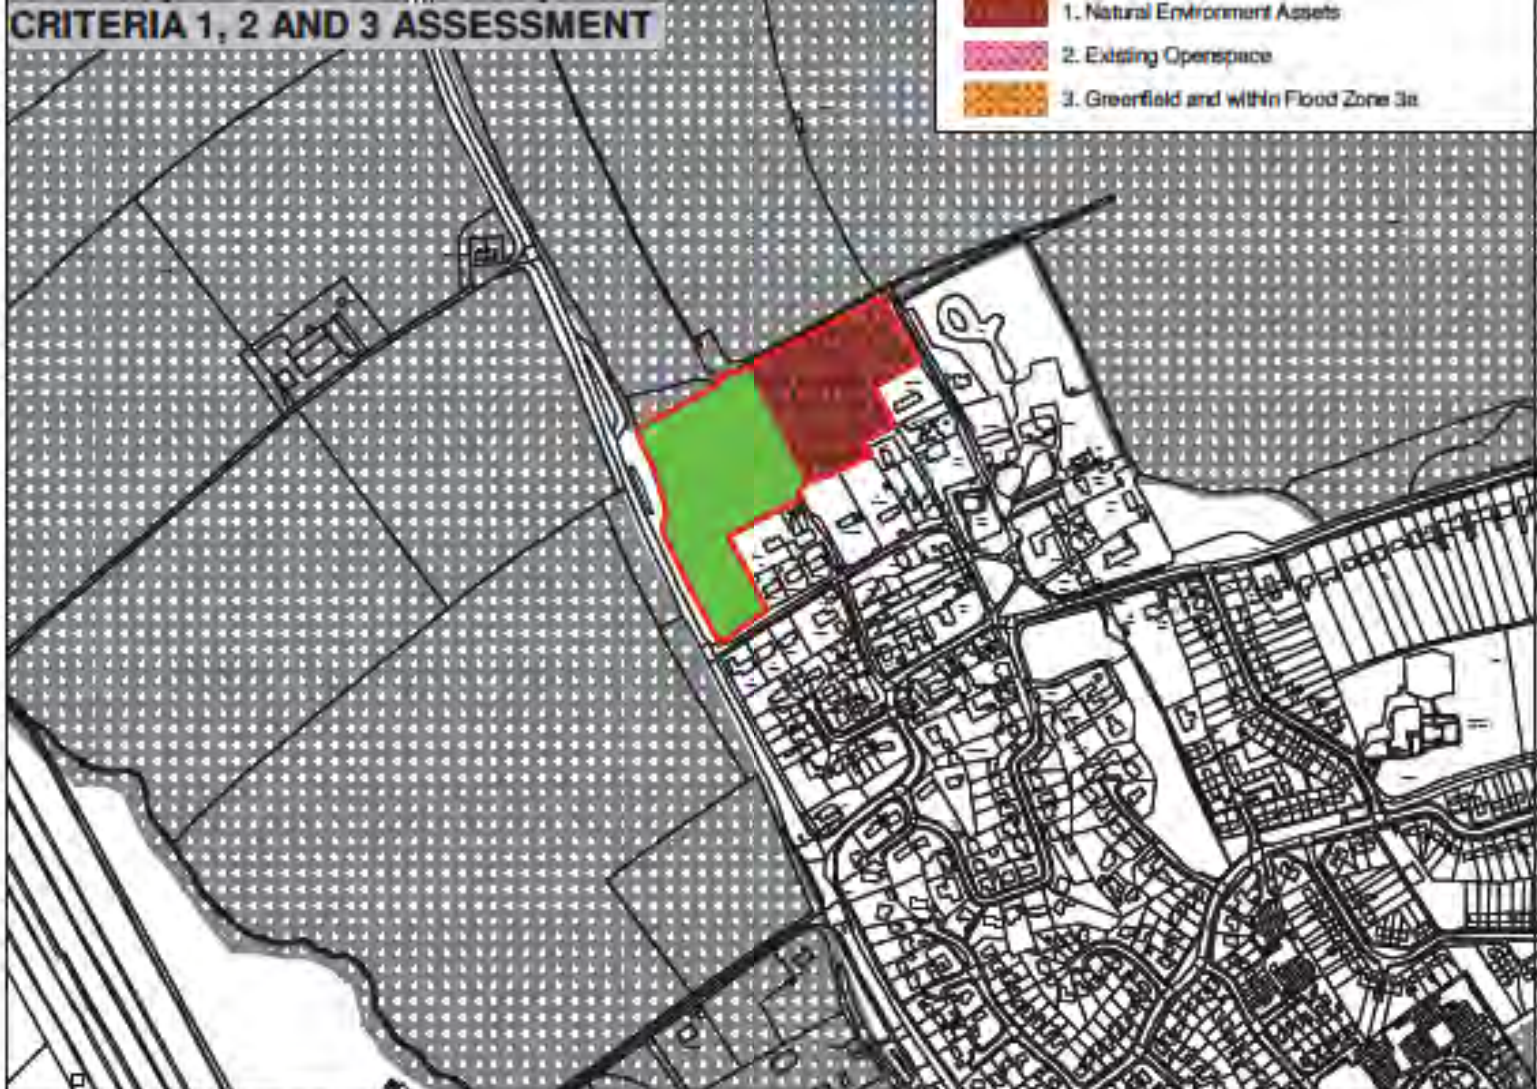 CRITERIA 1, 2 AND 3 ASSESSMENT
1. Natural Environment Assets
2. Existing Openspace
3. Greenfield and within Flood Zone 3a